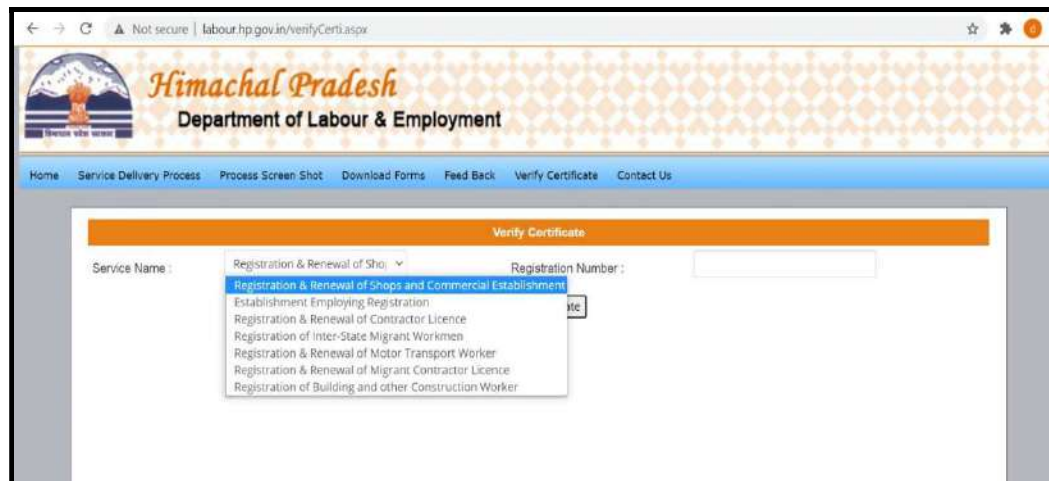 Not secure | labour.hp.gov.in/verifyCerti.aspx
d
Himachal Pradesh
Department of Labour & Employment
Home Service Delivery Process Process Screen Shot Download Forms Feed Back Verify Certificate Contact Us
Verify Certificate
Service Name : Registration & Renewal of Sho Registration Number :
Registration & Renewal of Shops and Commercial Establishment
Establishment Employing Registration
Registration & Renewal of Contractor Licence
Registration of Inter-State Migrant Workmen
Registration & Renewal of Motor Transport Worker
Registration & Renewal of Migrant Contractor Licence
Registration of Building and other Construction Worker